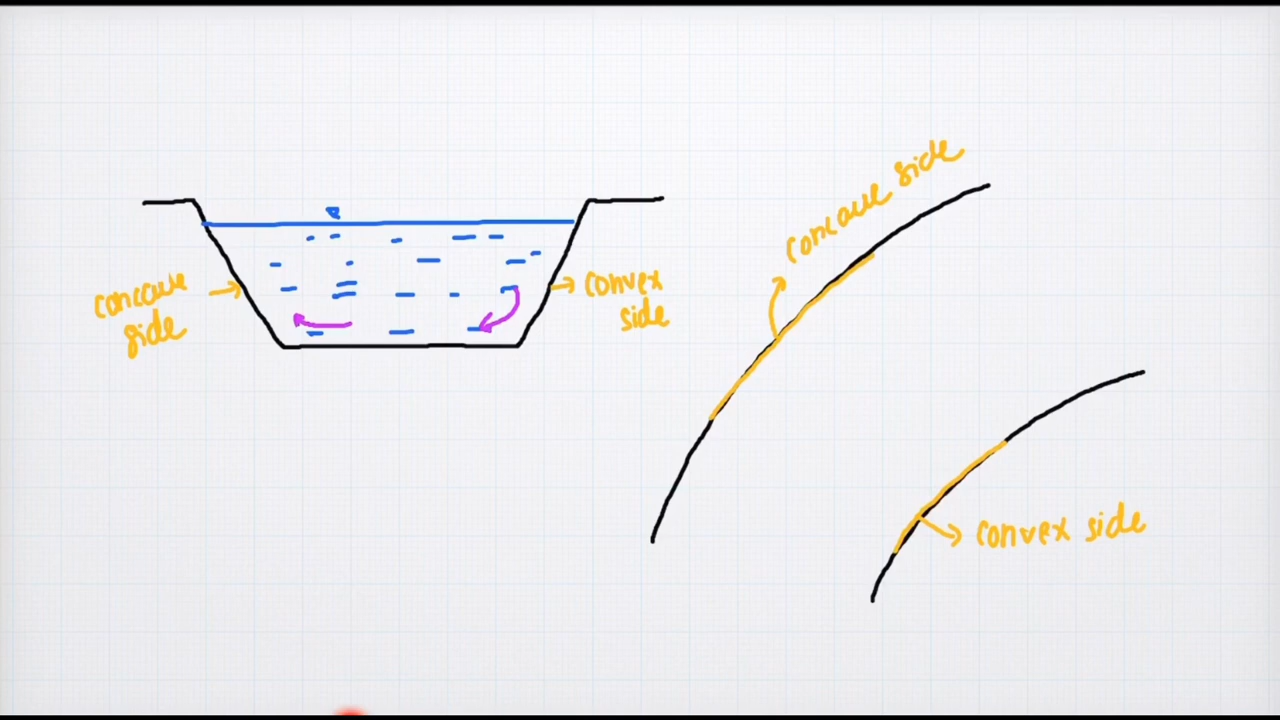 concave
side
convex
side
concave side
convex side